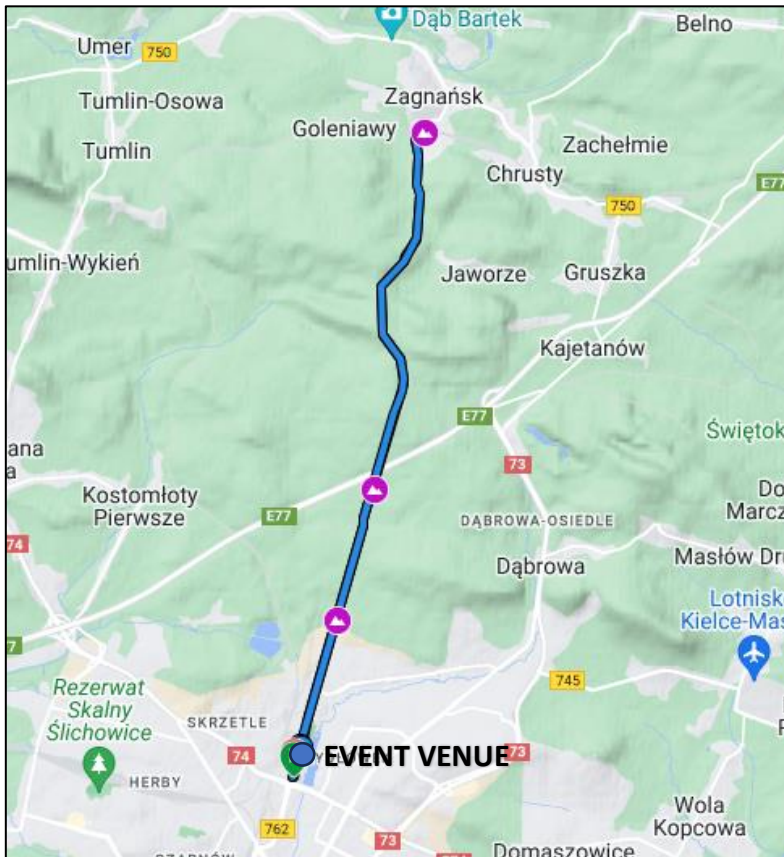 Dąb Bartek
Belno
Umer
750
Tumlin-Osowa
Zagnańsk
Goleniawy
Tumlin
Zachełmie
Chrusty
E77
750
umlin-Wykień
Jaworze
Gruszka
Kajetanów
E77
Świętok
ana
a
73
Kostomłoty
Pierwsze
Do
Marcz
E77
DĄBROWA-OSIEDLE
74
Dąbrowa
Masłów Dru
Lotnisk
Kielce-Mas
7
Rezerwat
Skalny
Ślichowice
745
SKRZETLE
74
EVENT VENUE
73
HERBY
762
Wola
Kopcowa
73
Domaszowice